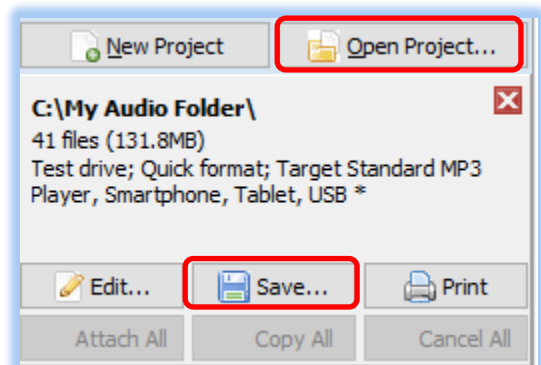 New Project Open Project...
C:\My Audio Folder\
41 files (131.8MB)
Test drive; Quick format; Target Standard MP3
Player, Smartphone, Tablet, USB *
Edit... Save... Print
Attach All Copy All Cancel All